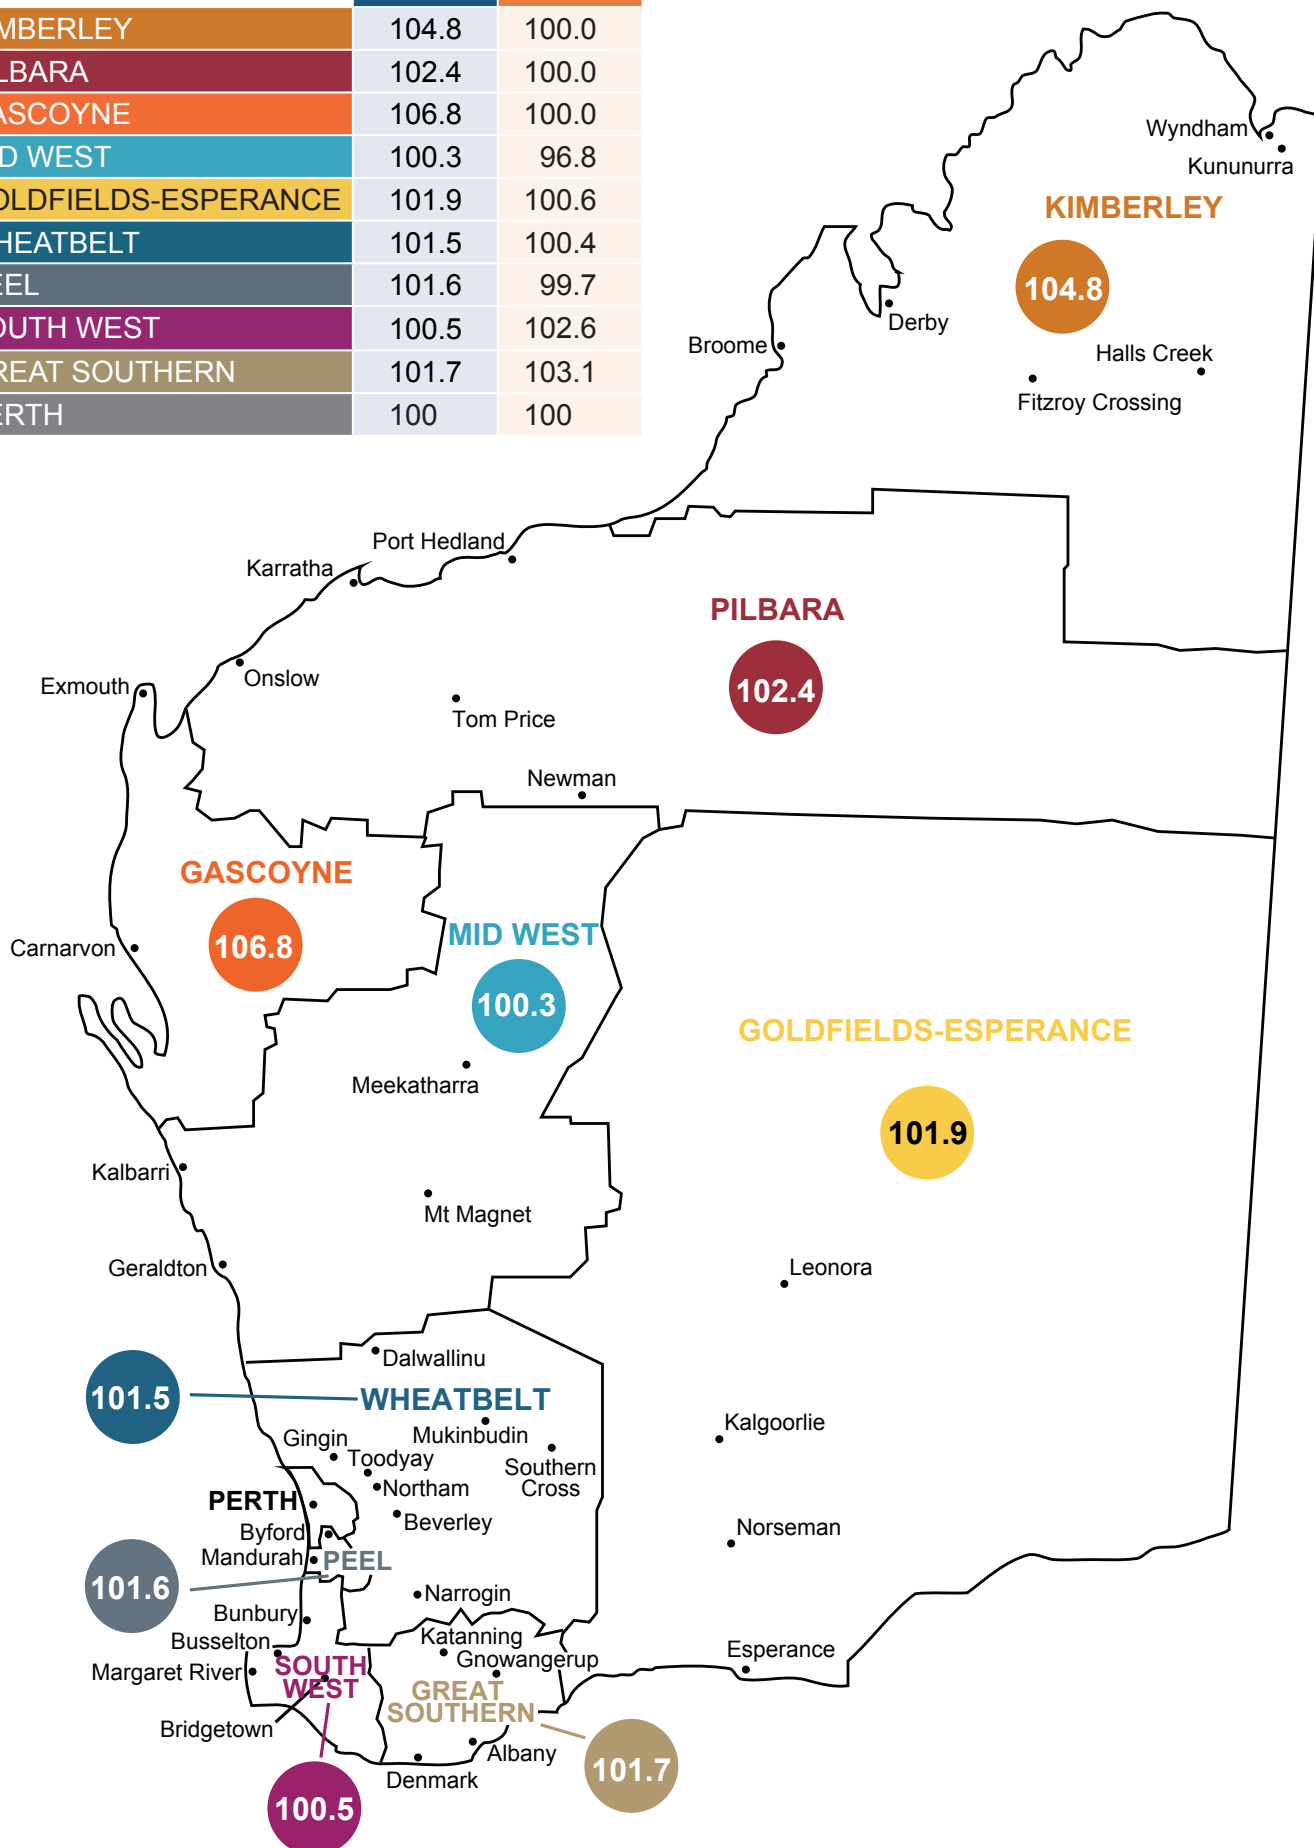 MBERLEY 104.8 100.0
LBARA 102.4 100.0
ASCOYNE 106.8 100.0
D WEST 100.3 96.8
OLDFIELDS-ESPERANCE 101.9 100.6
HEATBELT 101.5 100.4
EEL 101.6 99.7
OUTH WEST 100.5 102.6
REAT SOUTHERN 101.7 103.1
ERTH 100 100
Wyndham
Kununurra
KIMBERLEY
104.8
Derby
Broome
Halls Creek
Fitzroy Crossing
Port Hedland
Karratha
PILBARA
102.4
Onslow
Exmouth
Tom Price
Newman
GASCOYNE
106.8
Carnarvon
MID WEST
100.3
GOLDFIELDS-ESPERANCE
101.9
Meekatharra
Kalbarri
Mt Magnet
Geraldton
Leonora
Dalwallinu
101.5
WHEATBELT
Mukinbudin
Gingin
Toodyay
Southern
Cross
Kalgoorlie
Northam
PERTH
Beverley
Byford
Norseman
Mandurah
PEEL
101.6
Narrogin
Bunbury
Katanning
Busselton
Gnowangerup
Esperance
Margaret River
SOUTH
WEST
GREAT
SOUTHERN
Bridgetown
Albany
Denmark
101.7
100.5